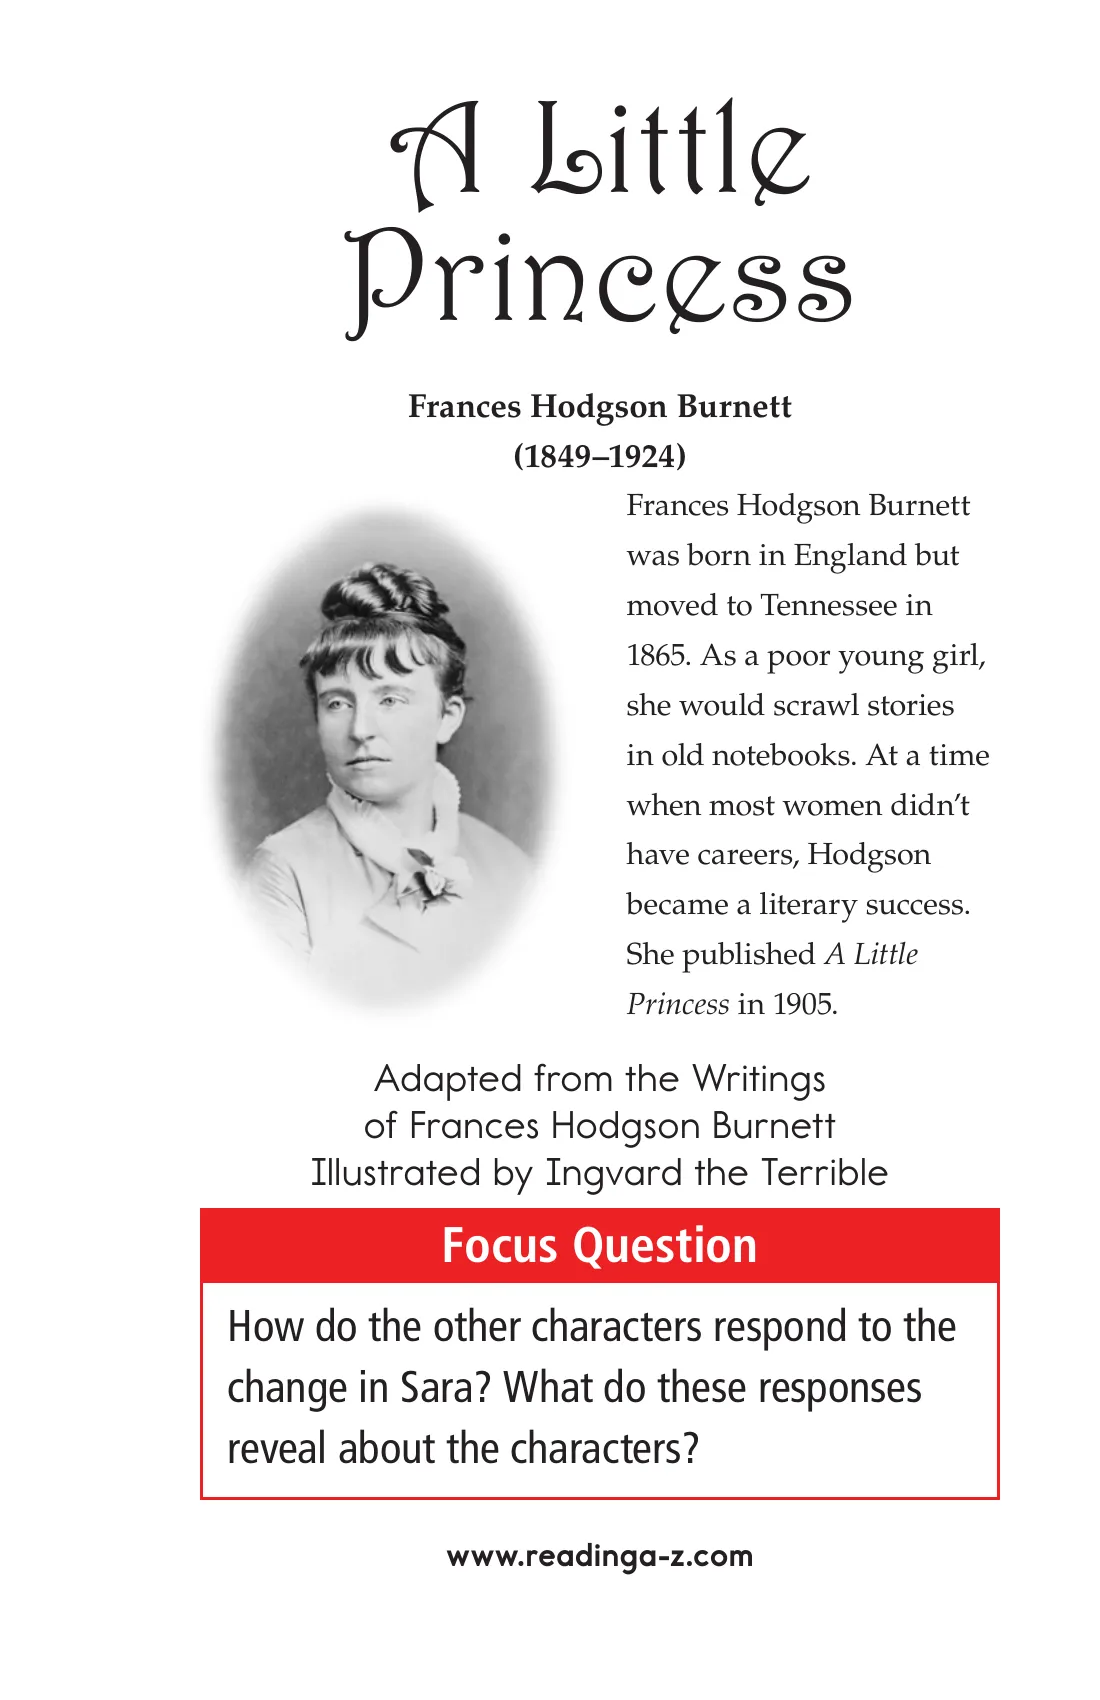 A Little
Princess
Frances Hodgson Burnett
(1849–1924)
Frances Hodgson Burnett
was born in England but
moved to Tennessee in
1865. As a poor young girl,
she would scrawl stories
in old notebooks. At a time
when most women didn’t
have careers, Hodgson
became a literary success.
She published A Little
Princess in 1905.
Adapted from the Writings
of Frances Hodgson Burnett
Illustrated by Ingvard the Terrible
Focus Question
How do the other characters respond to the
change in Sara? What do these responses
reveal about the characters?
www.readinga-z.com